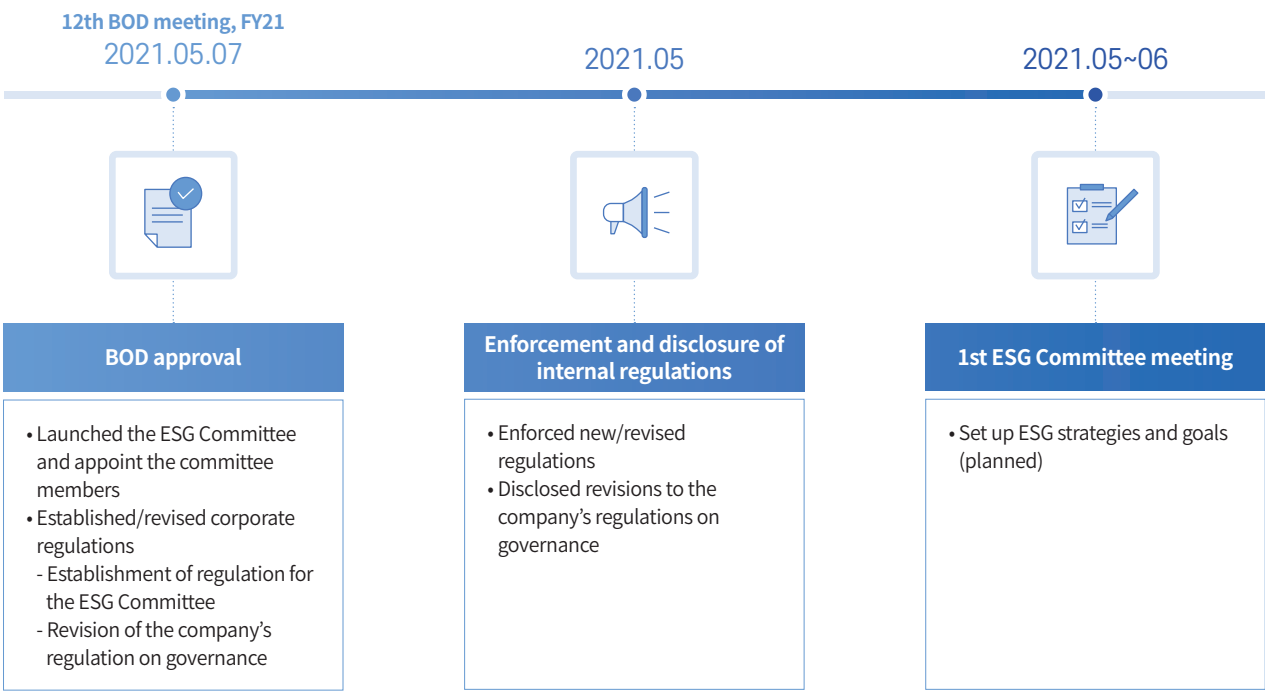 12th BOD meeting, FY21
2021.05.07
2021.05
2021.05~06
BOD approval
• Launched the ESG Committee
and appoint the committee
members
• Established/revised corporate
regulations
- Establishment of regulation for
the ESG Committee
- Revision of the company's
regulation on governance
Enforcement and disclosure of
internal regulations
• Enforced new/revised
regulations
• Disclosed revisions to the
company's regulations on
governance
1st ESG Committee meeting
• Set up ESG strategies and goals
(planned)